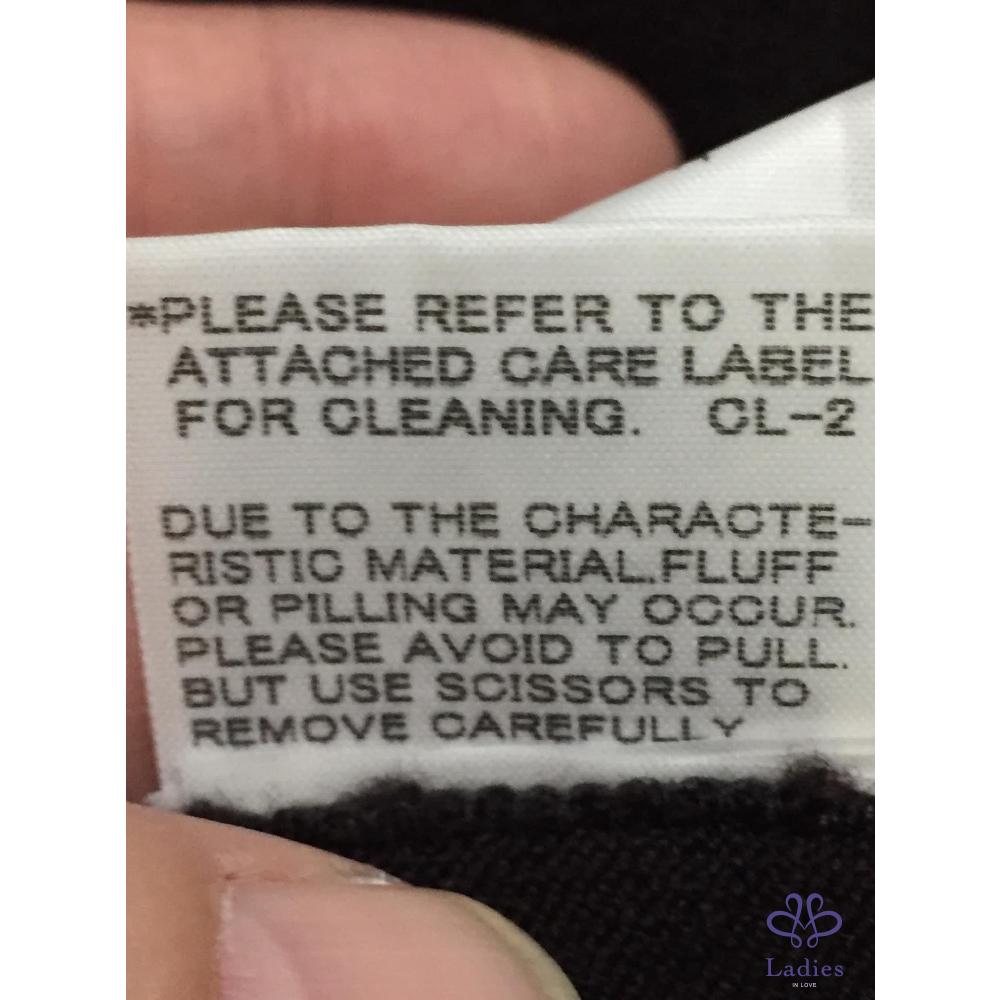 *PLEASE REFER TO THE
ATTACHED CARE LABEL
FOR CLEANING. CL-2
DUE TO THE CHARACTE-
RISTIC MATERIAL.FLUFF
OR PILLING MAY OCCUR.
PLEASE AVOID TO PULL.
BUT USE SCISSORS TO
REMOVE CAREFULLY
Ladies
IN LOVE